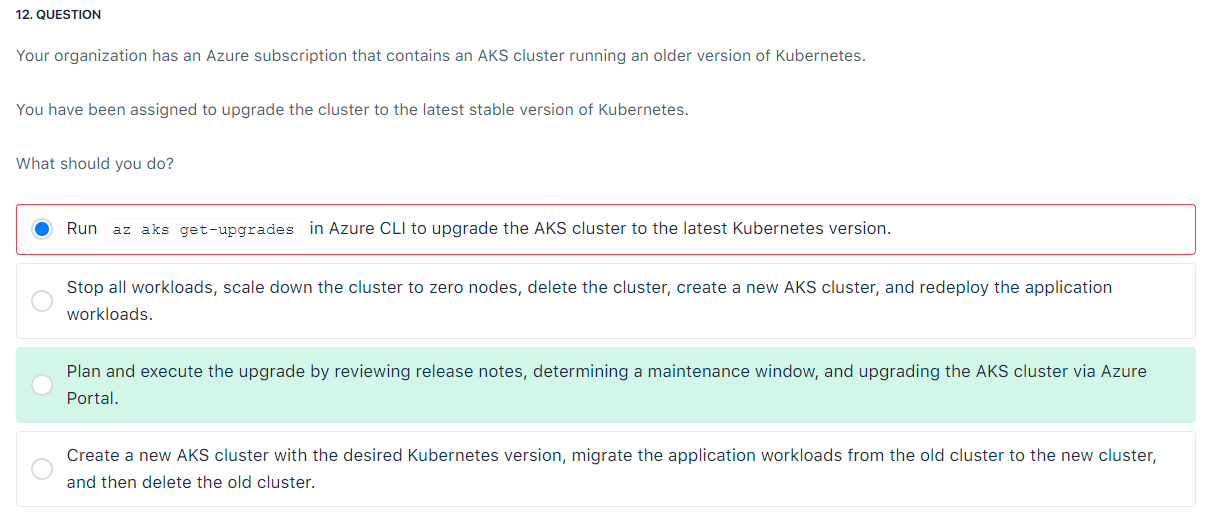 12. QUESTION
Your organization has an Azure subscription that contains an AKS cluster running an older version of Kubernetes.
You have been assigned to upgrade the cluster to the latest stable version of Kubernetes.
What should you do?
Run az aks get-upgrades in Azure CLI to upgrade the AKS cluster to the latest Kubernetes version.
Stop all workloads, scale down the cluster to zero nodes, delete the cluster, create a new AKS cluster, and redeploy the application
workloads.
Plan and execute the upgrade by reviewing release notes, determining a maintenance window, and upgrading the AKS cluster via Azure
Portal.
Create a new AKS cluster with the desired Kubernetes version, migrate the application workloads from the old cluster to the new cluster,
and then delete the old cluster.